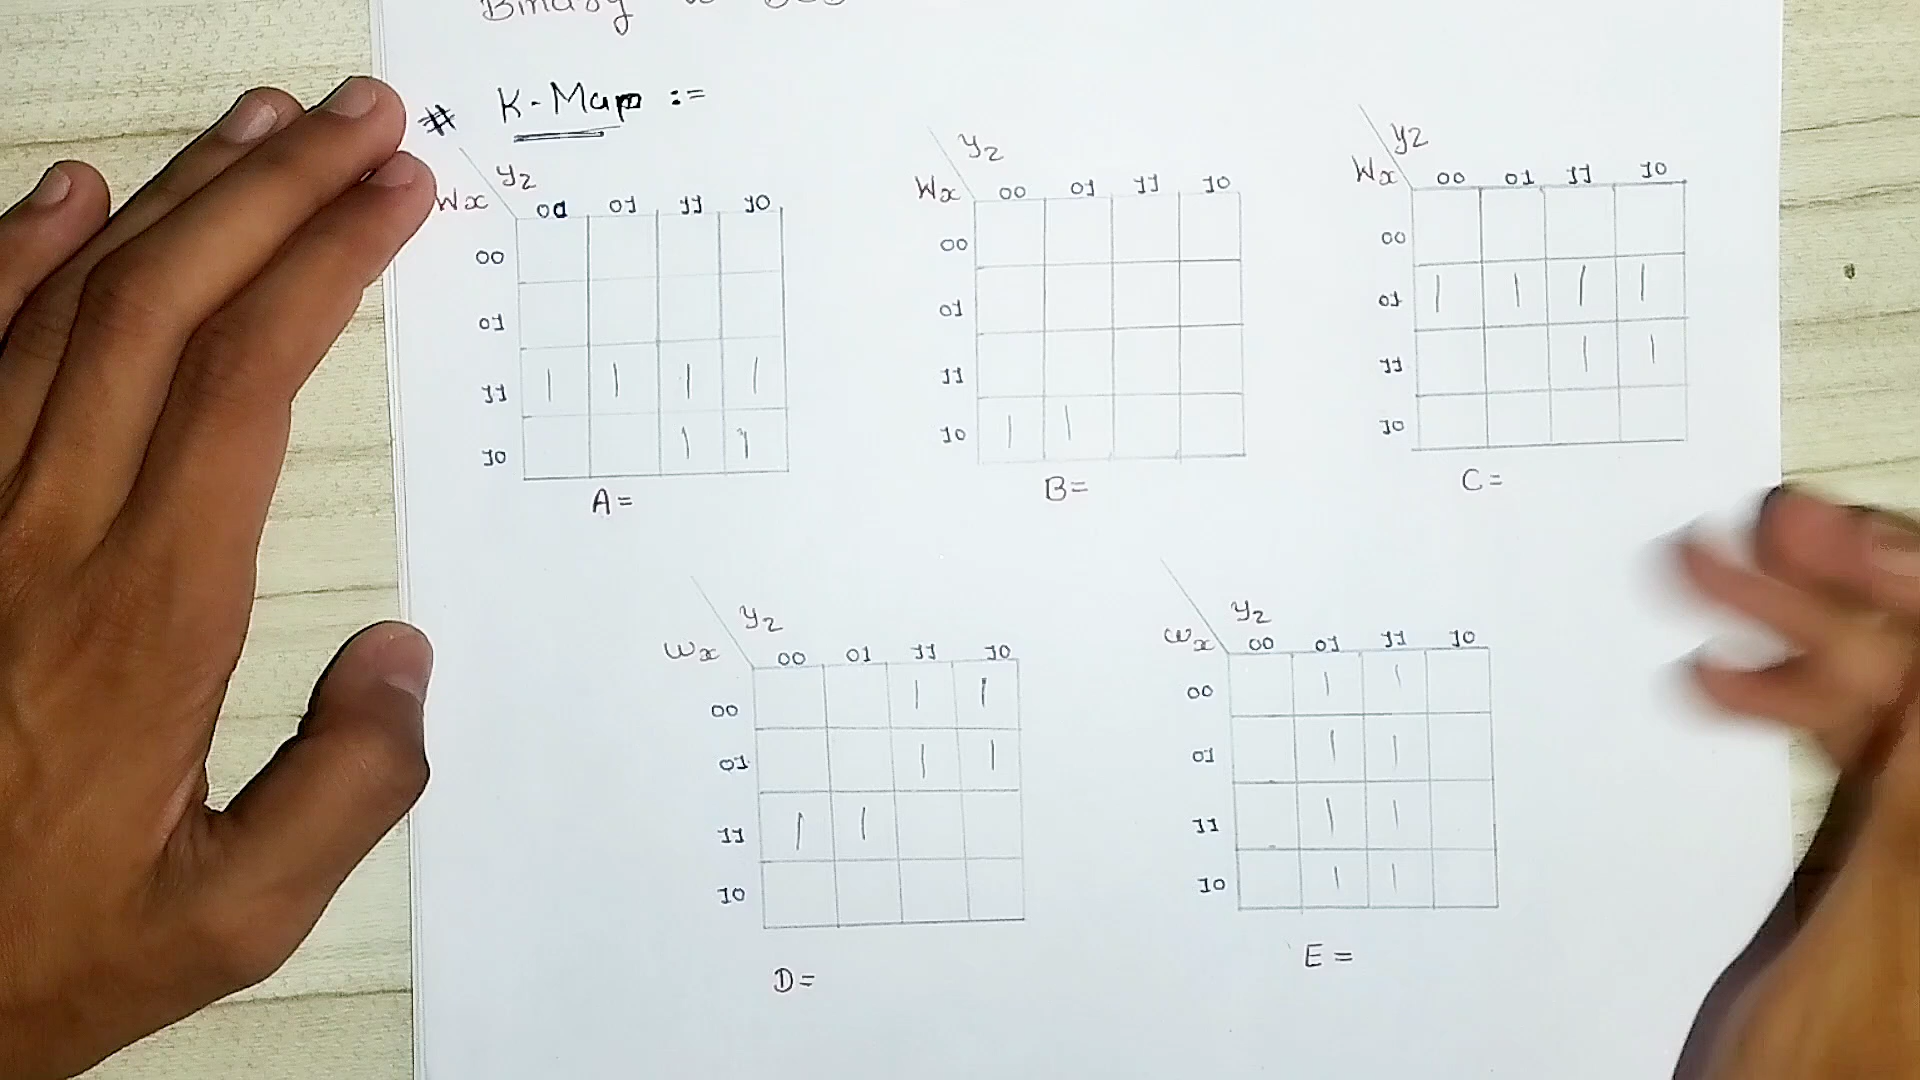 Binary
# K-Map :=
yz
Wx 00 01 11 10
00
01
11 1 1 1 1
10 1 1
A =
yz
Wx 00 01 11 10
00
01
11
10 1 1
B =
yz
Wx 00 01 11 10
00
01 1 1 1 1
11 1 1
10
C =
yz
wx 00 01 11 10
00 1 1
01 1 1
11 1 1
10
D =
yz
wx 00 01 11 10
00 1 1
01 1 1
11 1 1
10 1 1
E =